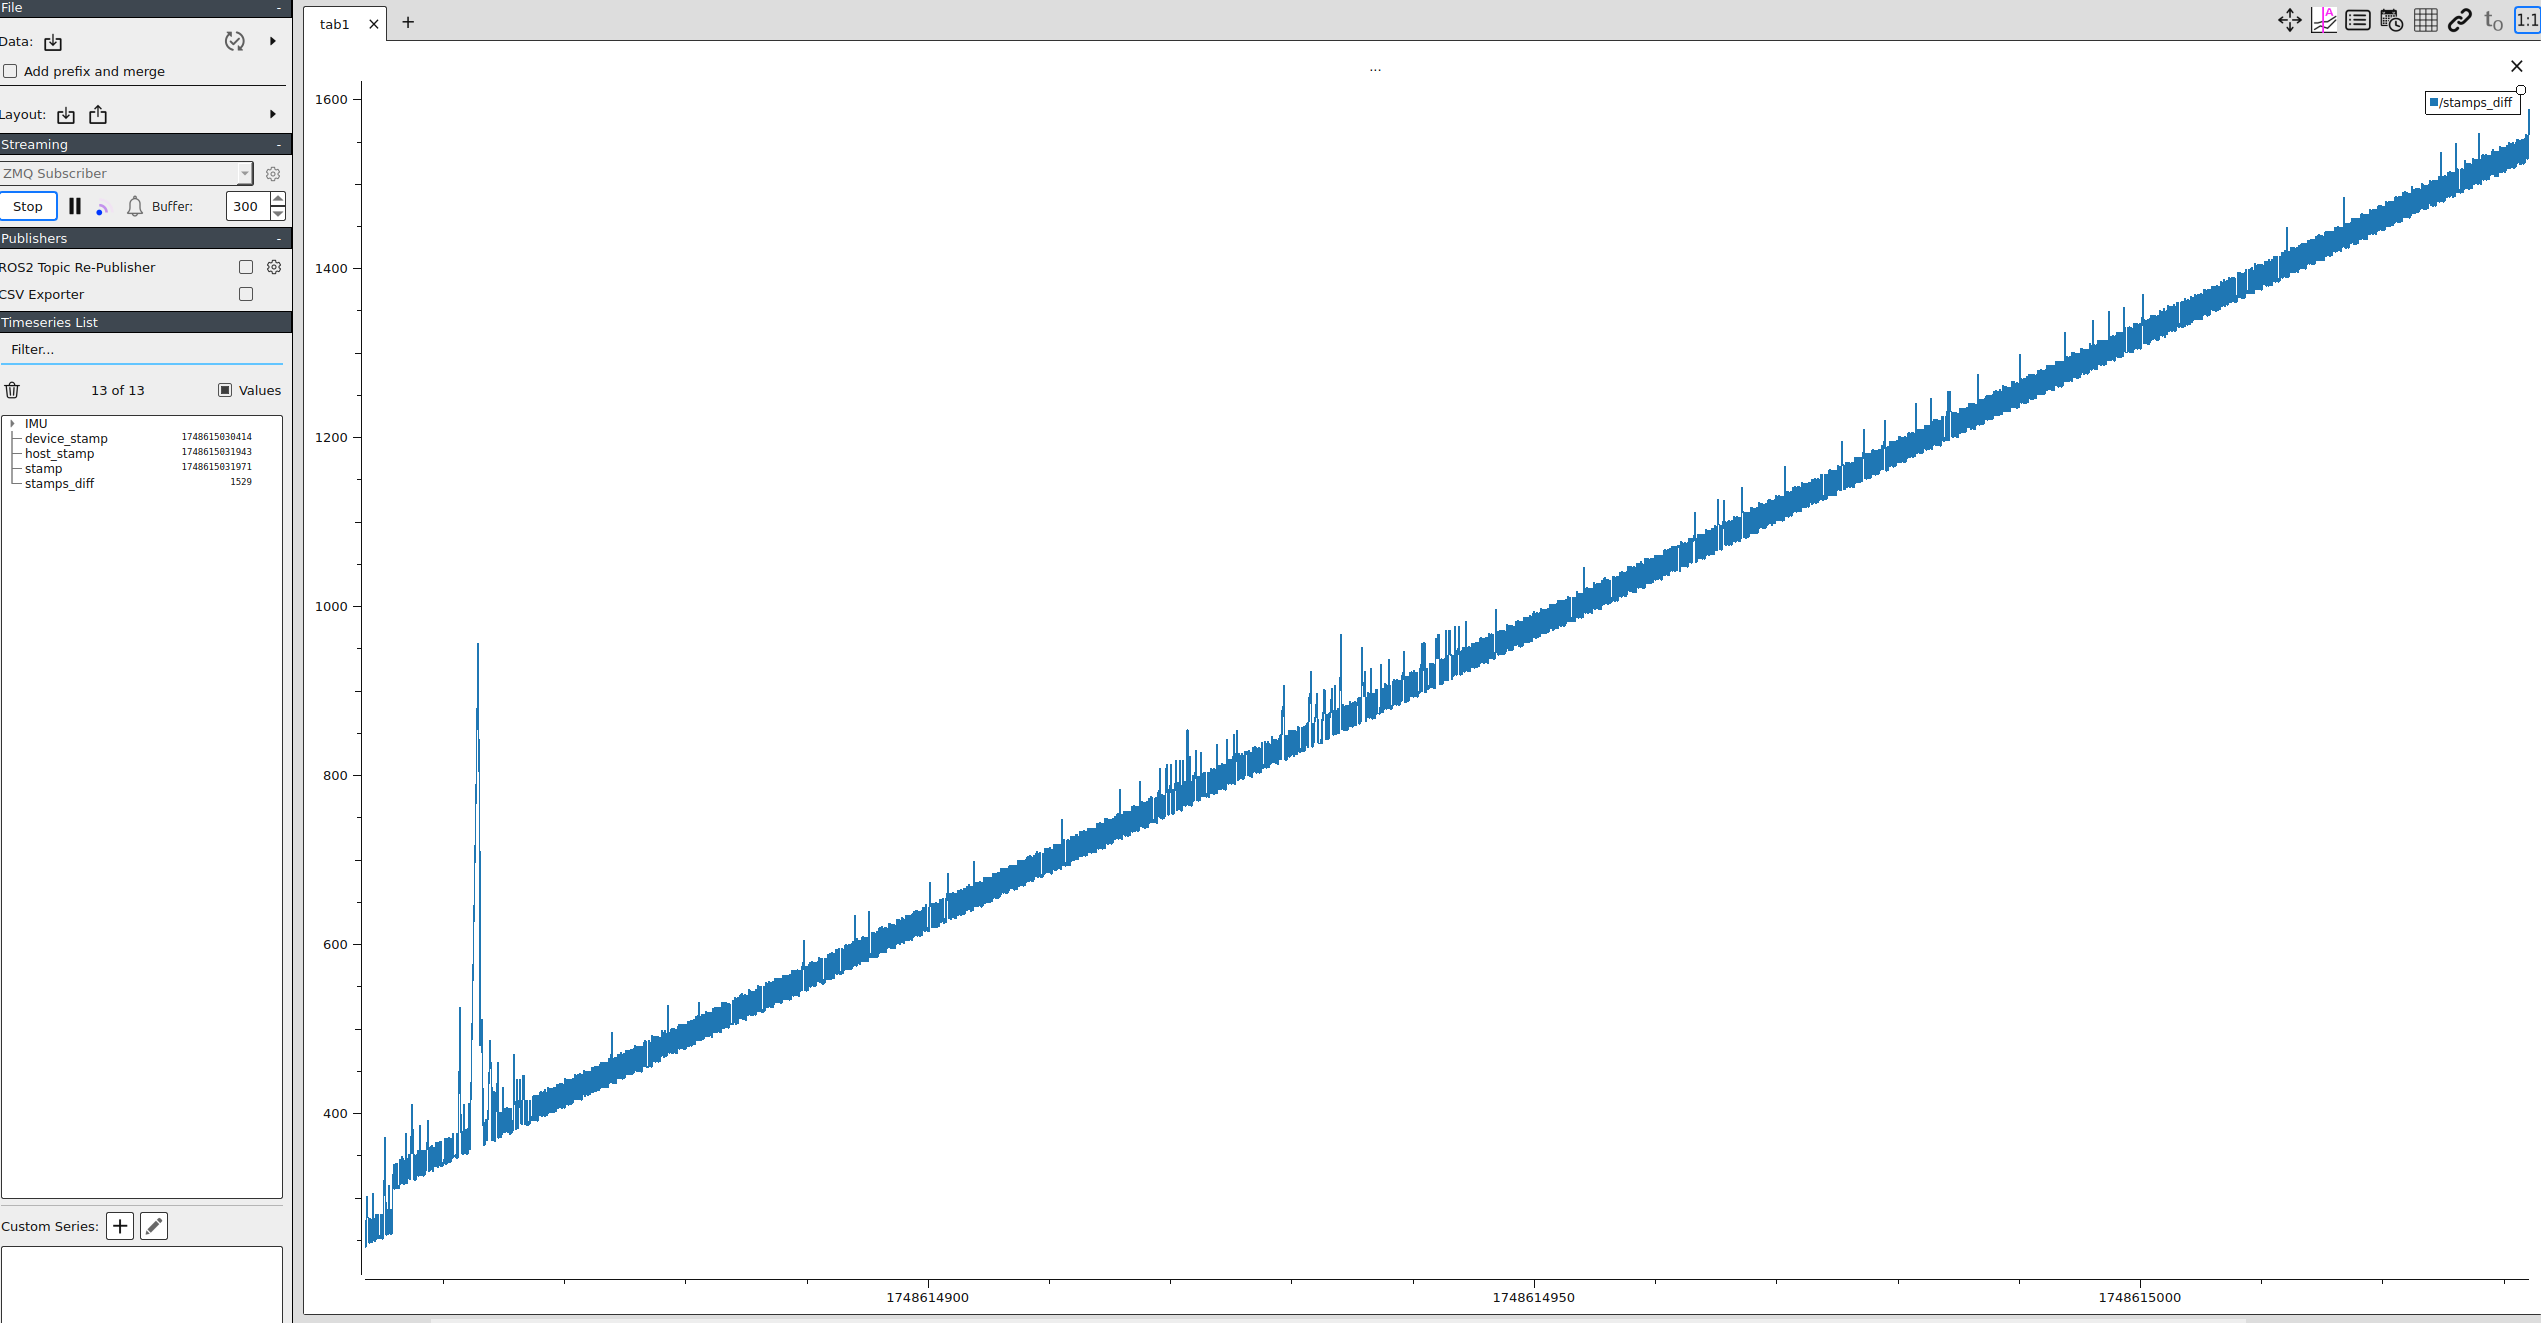 File -
Data:
Add prefix and merge
Layout:
Streaming -
ZMQ Subscriber
Stop Buffer: 300
Publishers -
ROS2 Topic Re-Publisher
CSV Exporter
Timeseries List
Filter...
13 of 13 Values
IMU
device_stamp 1748615030414
host_stamp 1748615031943
stamp 1748615031971
stamps_diff 1529
Custom Series:
tab1
A
t0
1:1
...
/stamps_diff
1600
1400
1200
1000
800
600
400
1748614900 1748614950 1748615000